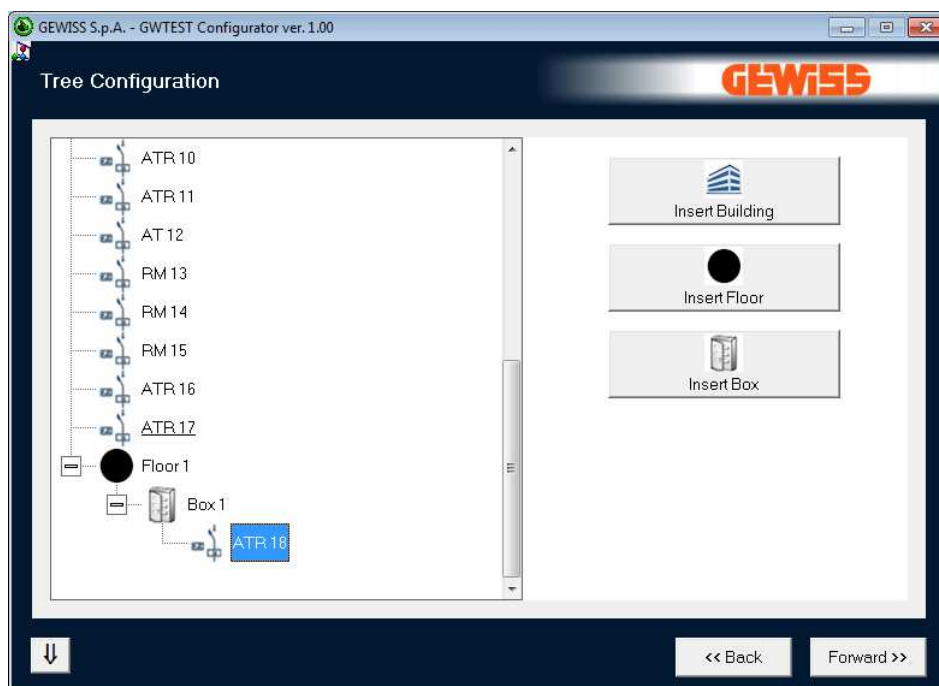 GEWISS S.p.A. - GWTEST Configurator ver. 1.00
Tree Configuration
GEWISS
ATR 10
ATR 11
AT 12
RM 13
RM 14
RM 15
ATR 16
ATR 17
Floor 1
Box 1
ATR 18
Insert Building
Insert Floor
Insert Box
<< Back
Forward >>